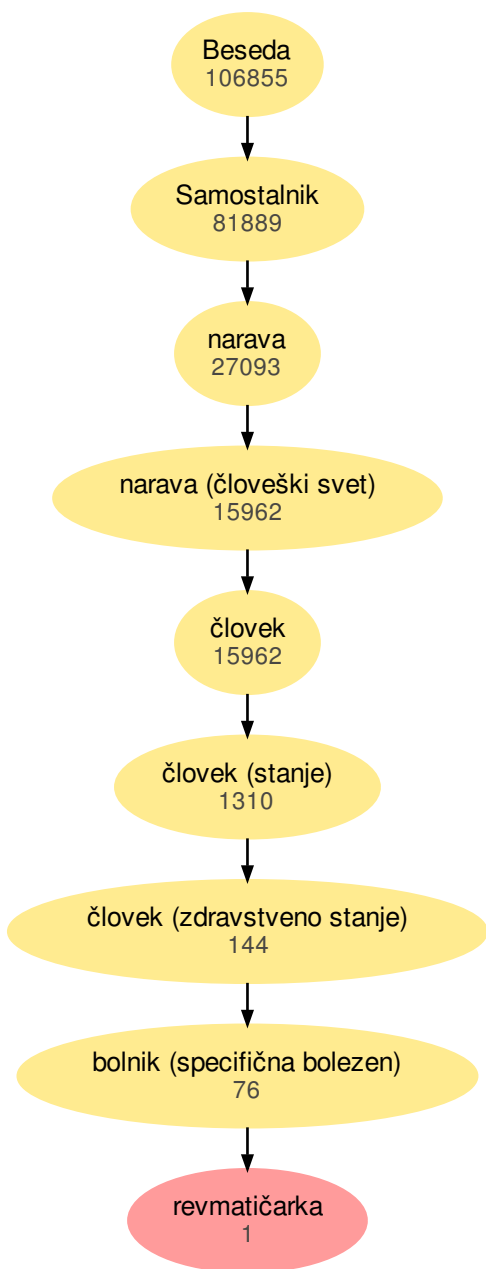 Beseda
106855
Samostalnik
81889
narava
27093
narava (človeški svet)
15962
človek
15962
človek (stanje)
1310
človek (zdravstveno stanje)
144
bolnik (specifična bolezen)
76
revmatičarka
1